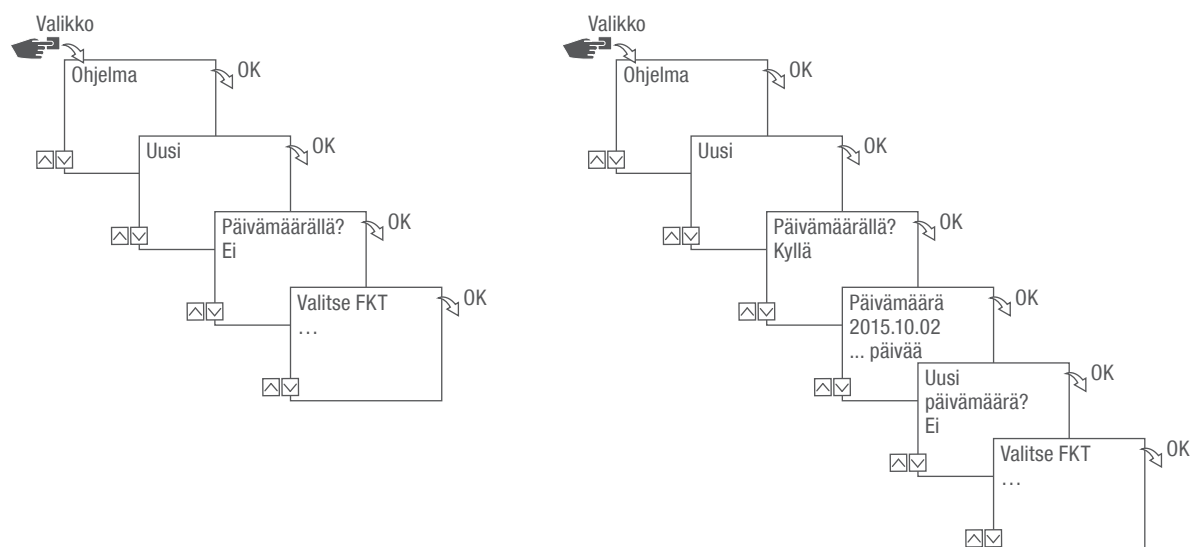 Valikko
Ohjelma
OK
Uusi
OK
Päivämäärällä?
Ei
OK
Valitse FKT
...
OK
Valikko
Ohjelma
OK
Uusi
OK
Päivämäärällä?
Kyllä
OK
Päivämäärä
2015.10.02
... päivää
OK
Uusi
päivämäärä?
Ei
OK
Valitse FKT
...
OK